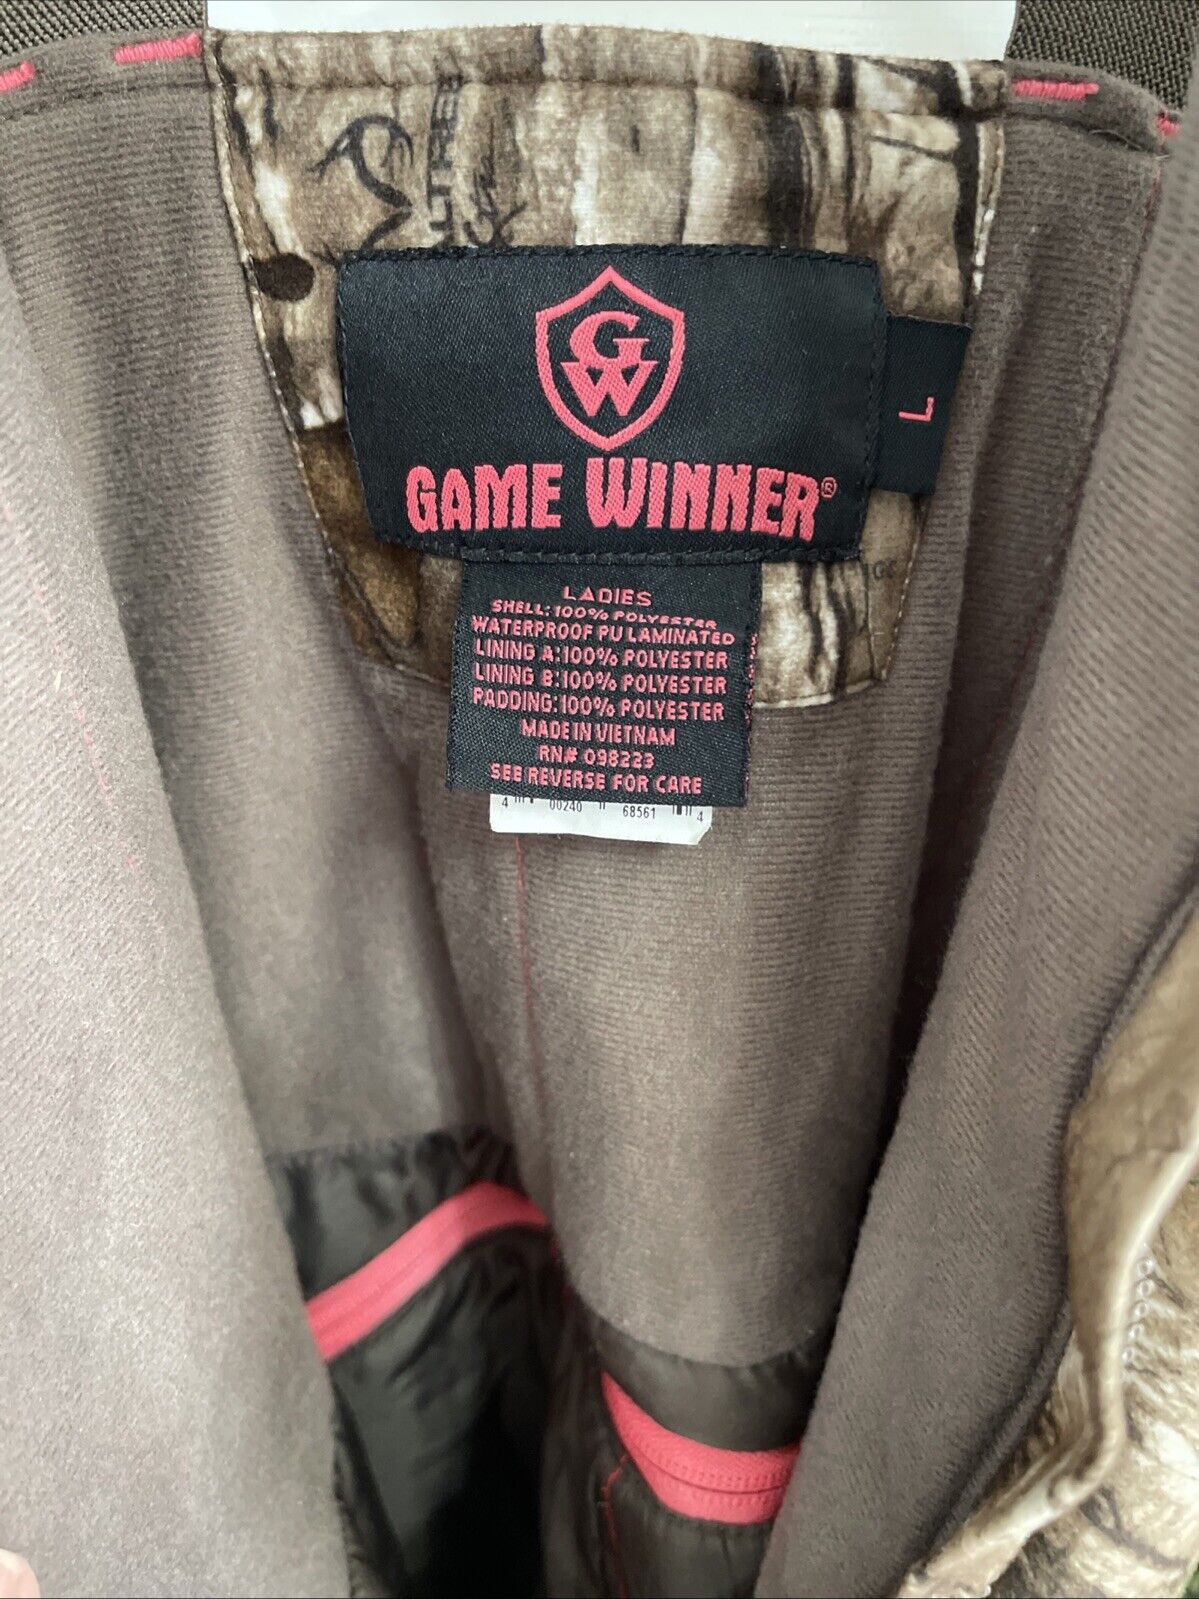 GW
GAME WINNER®
L
LADIES
SHELL: 100% POLYESTER
WATERPROOF PU LAMINATED
LINING A: 100% POLYESTER
LINING B: 100% POLYESTER
PADDING: 100% POLYESTER
MADE IN VIETNAM
RN# 098223
SEE REVERSE FOR CARE
4 00240 68561 4